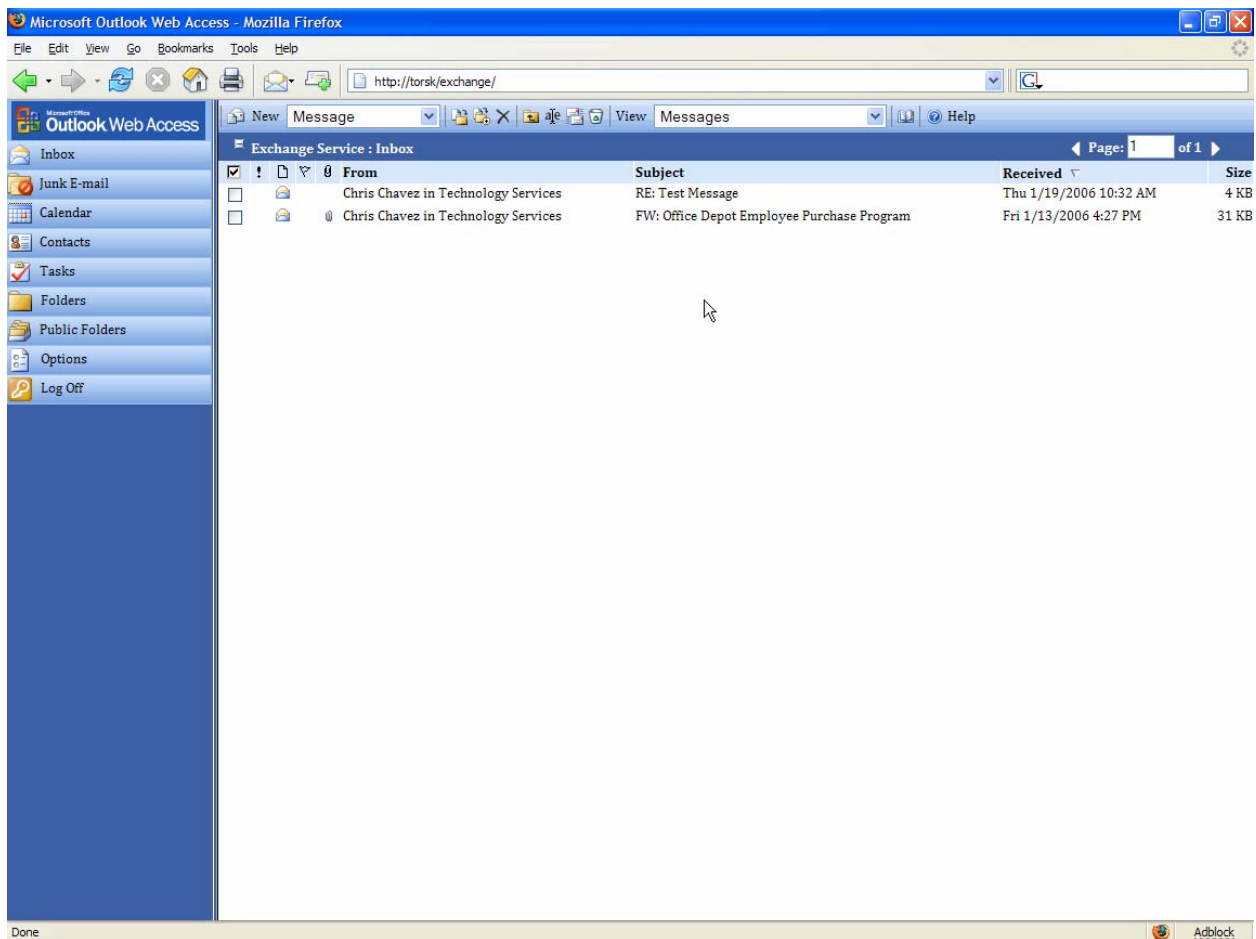 Microsoft Outlook Web Access - Mozilla Firefox
File Edit View Go Bookmarks Tools Help
http://torsk/exchange/
G
Microsoft Office
Outlook Web Access
New Message View Messages Help
Exchange Service : Inbox Page: 1 of 1
! From Subject Received Size
Chris Chavez in Technology Services RE: Test Message Thu 1/19/2006 10:32 AM 4 KB
Chris Chavez in Technology Services FW: Office Depot Employee Purchase Program Fri 1/13/2006 4:27 PM 31 KB
Inbox
Junk E-mail
Calendar
Contacts
Tasks
Folders
Public Folders
Options
Log Off
Done Adblock